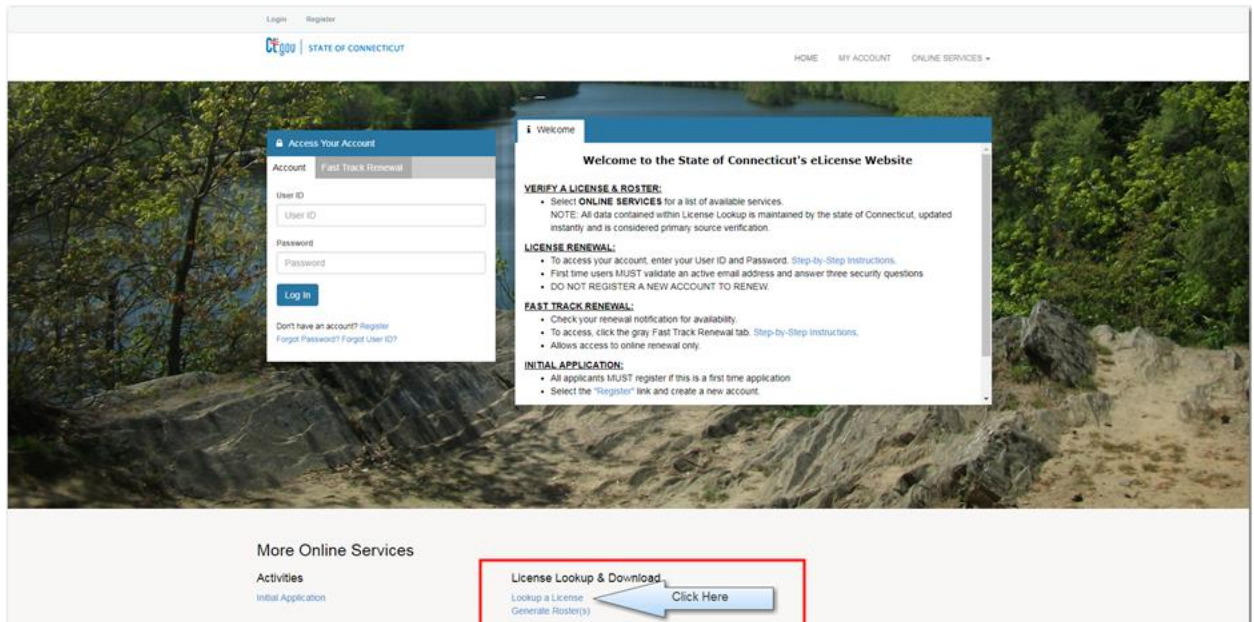 Login Register
CT.gov | STATE OF CONNECTICUT
HOME MY ACCOUNT ONLINE SERVICES
Access Your Account
Account Fast Track Renewal
User ID
User ID
Password
Password
Log In
Don't have an account? Register
Forgot Password? Forgot User ID?
i Welcome
Welcome to the State of Connecticut's eLicense Website
VERIFY A LICENSE & ROSTER:
• Select ONLINE SERVICES for a list of available services.
NOTE: All data contained within License Lookup is maintained by the state of Connecticut, updated
instantly and is considered primary source verification.
LICENSE RENEWAL:
• To access your account, enter your User ID and Password. Step-by-Step Instructions.
• First time users MUST validate an active email address and answer three security questions
• DO NOT REGISTER A NEW ACCOUNT TO RENEW.
FAST TRACK RENEWAL:
• Check your renewal notification for availability.
• To access, click the gray Fast Track Renewal tab. Step-by-Step Instructions.
• Allows access to online renewal only.
INITIAL APPLICATION:
• All applicants MUST register if this is a first time application
• Select the "Register" link and create a new account.
More Online Services
Activities
Initial Application
License Lookup & Download
Lookup a License
Click Here
Generate Roster(s)